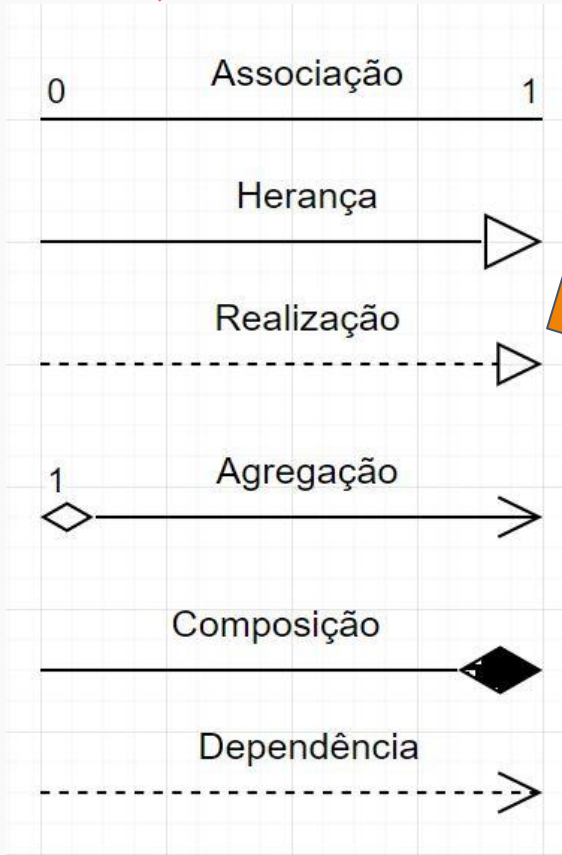 Associação
0 1
Herança
Realização
1
Agregação
Composição
Dependência